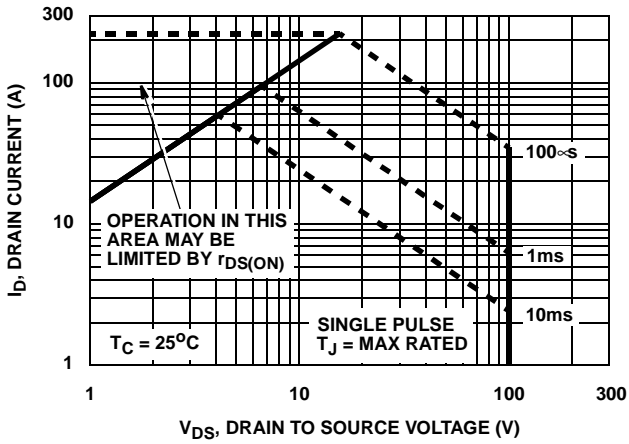 300
100
10
1
I_D, DRAIN CURRENT (A)
OPERATION IN THIS
AREA MAY BE
LIMITED BY r_DS(ON)
T_C = 25°C
SINGLE PULSE
T_J = MAX RATED
100∝s
1ms
10ms
1
10
100
300
V_DS, DRAIN TO SOURCE VOLTAGE (V)